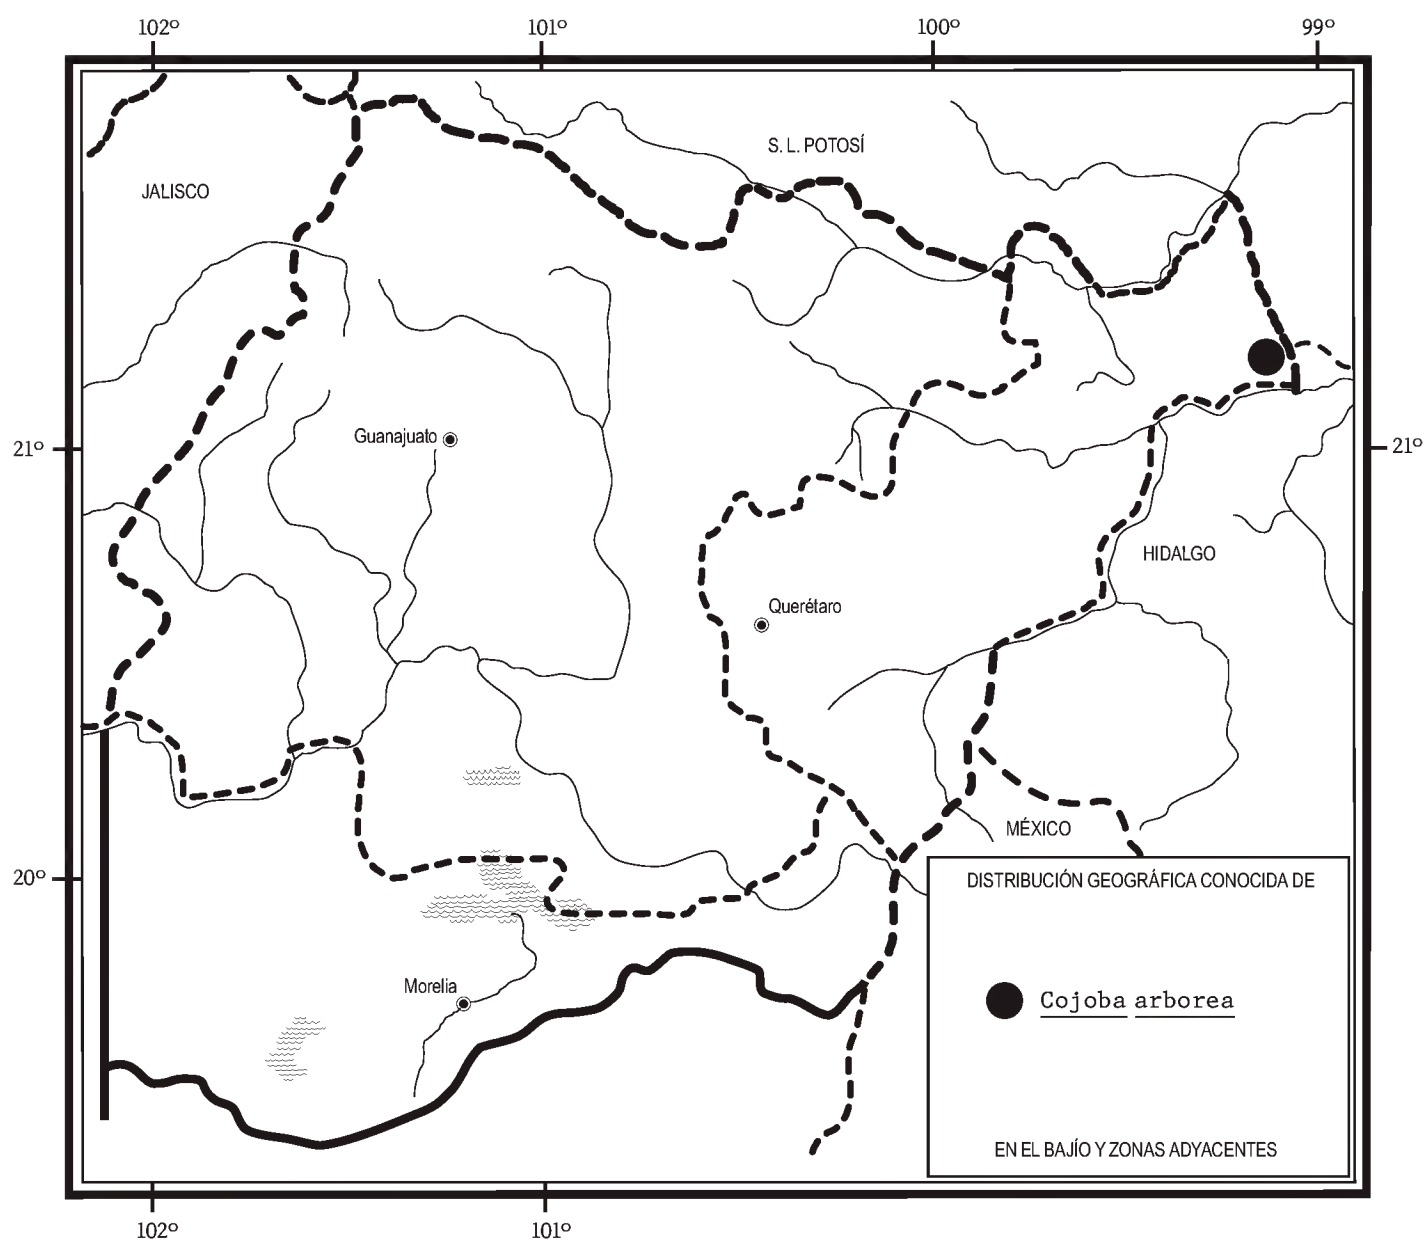 102º 101º 100º 99º
S. L. POTOSÍ
JALISCO
Guanajuato
21º
21º
HIDALGO
Querétaro
MÉXICO
20º
DISTRIBUCIÓN GEOGRÁFICA CONOCIDA DE
Cojoba arborea
Morelia
EN EL BAJÍO Y ZONAS ADYACENTES
102º 101º